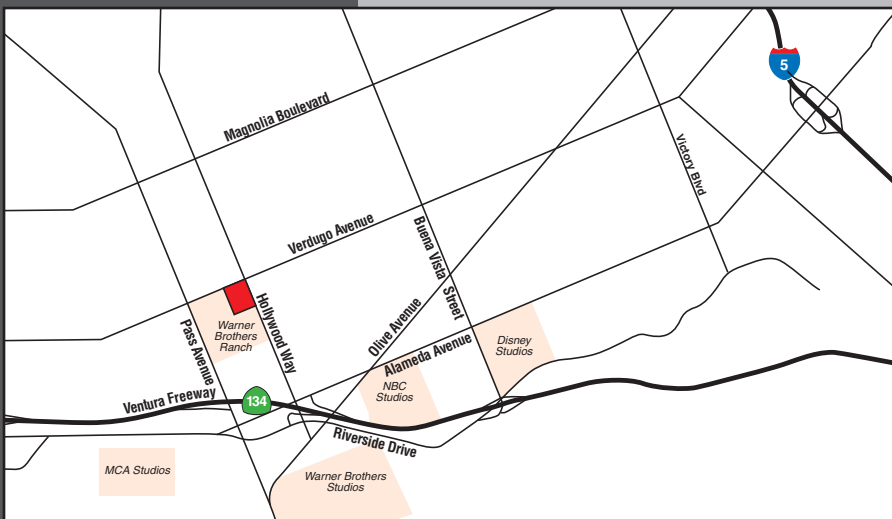 5
Magnolia Boulevard
Victory Blvd
Verdugo Avenue
Buena Vista Street
Hollywood Way
Olive Avenue
Warner
Brothers
Ranch
Pass Avenue
Disney
Studios
Alameda Avenue
NBC
Studios
Ventura Freeway
134
Riverside Drive
MCA Studios
Warner Brothers
Studios